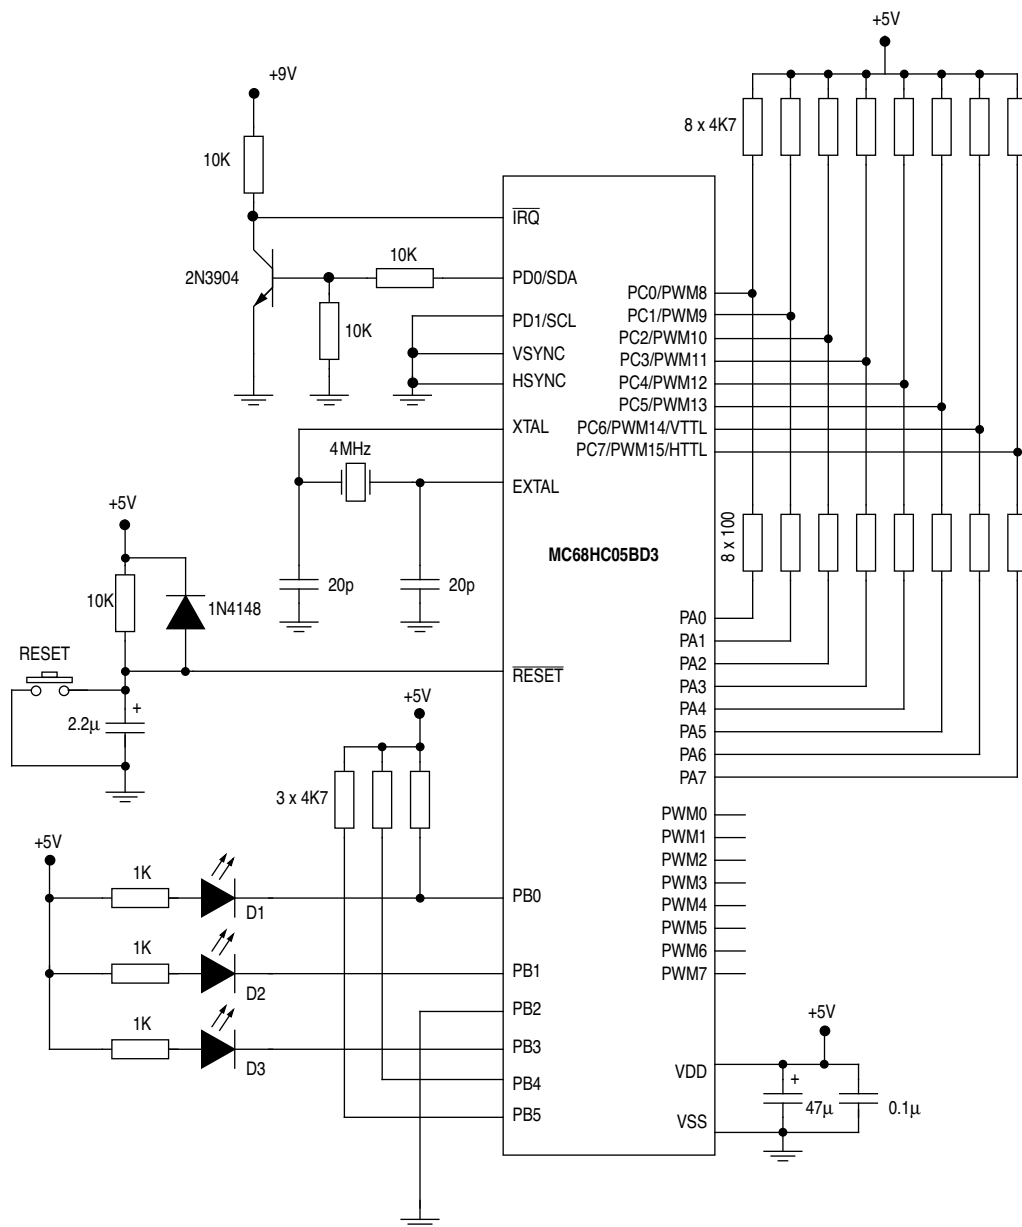 +5V
+9V
8 x 4K7
10K
IRQ
2N3904
10K
PD0/SDA
10K
PD1/SCL
VSYNC
HSYNC
XTAL
4MHz
EXTAL
PC0/PWM8
PC1/PWM9
PC2/PWM10
PC3/PWM11
PC4/PWM12
PC5/PWM13
PC6/PWM14/VTTL
PC7/PWM15/HTTL
+5V
8 x 100
MC68HC05BD3
20p
20p
10K
1N4148
RESET
RESET
+
2.2µ
PA0
PA1
PA2
PA3
PA4
PA5
PA6
PA7
+5V
3 x 4K7
PWM0
PWM1
PWM2
PWM3
PWM4
PWM5
PWM6
PWM7
+5V
1K
D1
PB0
1K
D2
PB1
PB2
1K
D3
PB3
PB4
PB5
+5V
VDD
+
47µ
0.1µ
VSS